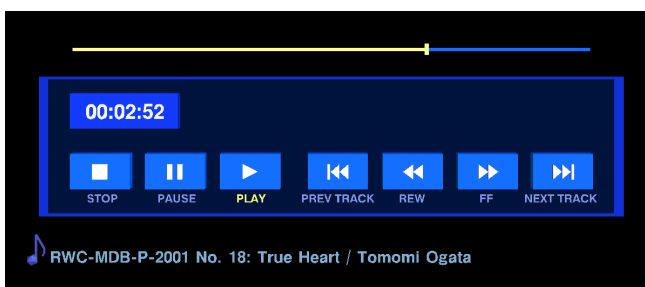 00:02:52
STOP PAUSE PLAY PREV TRACK REW FF NEXT TRACK
RWC-MDB-P-2001 No. 18: True Heart / Tomomi Ogata